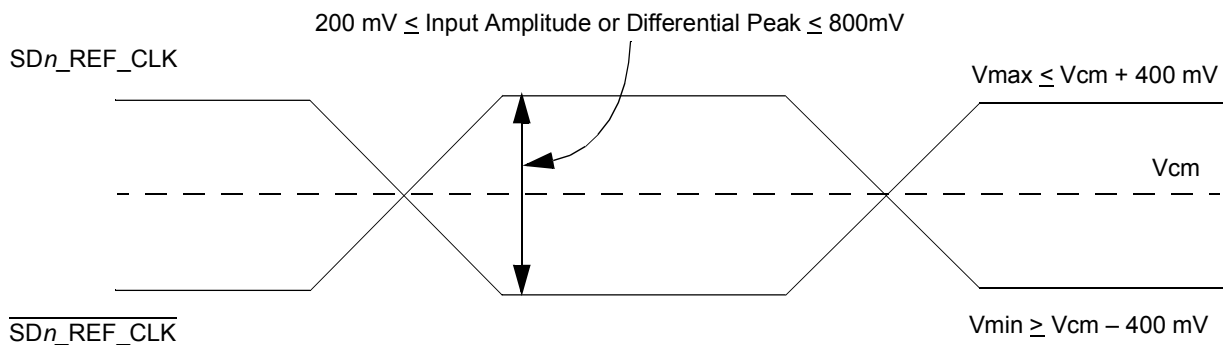 200 mV ≤ Input Amplitude or Differential Peak ≤ 800mV
SDn_REF_CLK
Vmax ≤ Vcm + 400 mV
Vcm
SDn_REF_CLK
Vmin ≥ Vcm – 400 mV